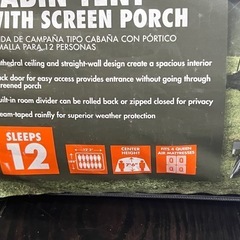 CABIN TENT
WITH SCREEN PORCH
DA DE CAMPAÑA TIPO CABAÑA CON PÓRTICO
MALLA PARA 12 PERSONAS
thedral ceiling and straight-wall design create a spacious interior
ck door for easy access provides entrance without going through
creened porch
uilt-in room divider can be rolled back or zipped closed for privacy
eam-taped rainfly for superior weather protection
SLEEPS
12
CENTER
HEIGHT
FITS 4 QUEEN
AIR MATTRESSES